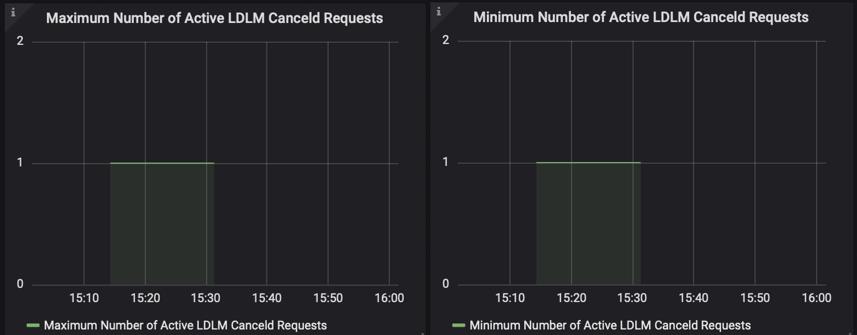 Maximum Number of Active LDLM Canceld Requests
2
1
0
15:10 15:20 15:30 15:40 15:50 16:00
Maximum Number of Active LDLM Canceld Requests
Minimum Number of Active LDLM Canceld Requests
2
1
0
15:10 15:20 15:30 15:40 15:50 16:00
Minimum Number of Active LDLM Canceld Requests